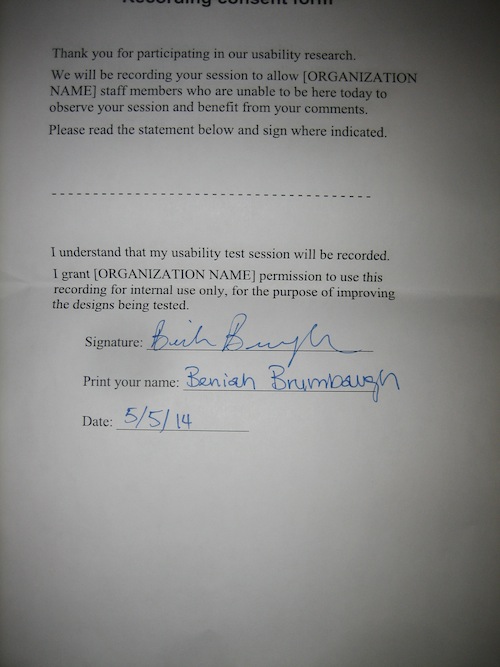 Recording consent form
Thank you for participating in our usability research.
We will be recording your session to allow [ORGANIZATION
NAME] staff members who are unable to be here today to
observe your session and benefit from your comments.
Please read the statement below and sign where indicated.
I understand that my usability test session will be recorded.
I grant [ORGANIZATION NAME] permission to use this
recording for internal use only, for the purpose of improving
the designs being tested.
Signature:
Print your name: Beniah Brumbaugh
Date: 5/5/14